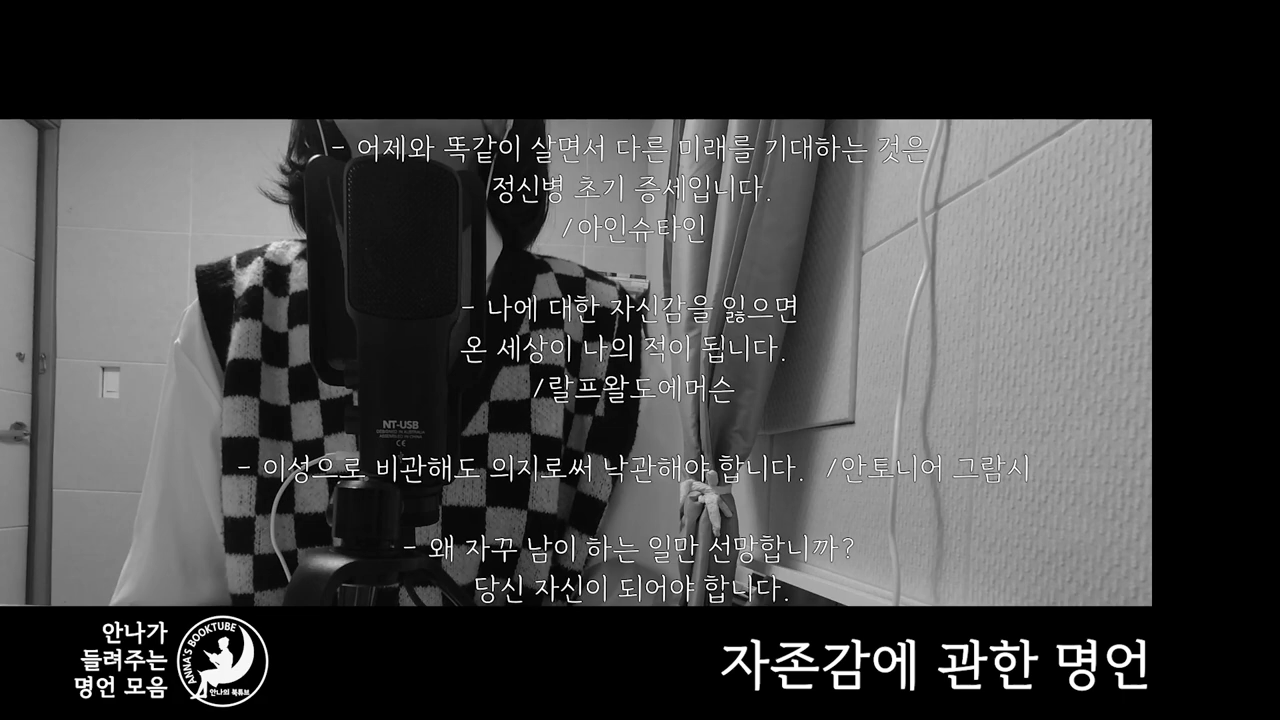 - 어제와 똑같이 살면서 다른 미래를 기대하는 것은
정신병 초기 증세입니다.
/아인슈타인
- 나에 대한 자신감을 잃으면
온 세상이 나의 적이 됩니다.
/랄프왈도에머슨
NT-USB
DESIGNED IN AUSTRALIA
ASSEMBLED IN CHINA
CE
- 이성으로 비관해도 의지로써 낙관해야 합니다. /안토니어 그람시
- 왜 자꾸 남이 하는 일만 선망합니까?
당신 자신이 되어야 합니다.
안나가
들려주는
명언 모음
ANNA'S BOOKTUBE
안나의 북튜브
자존감에 관한 명언